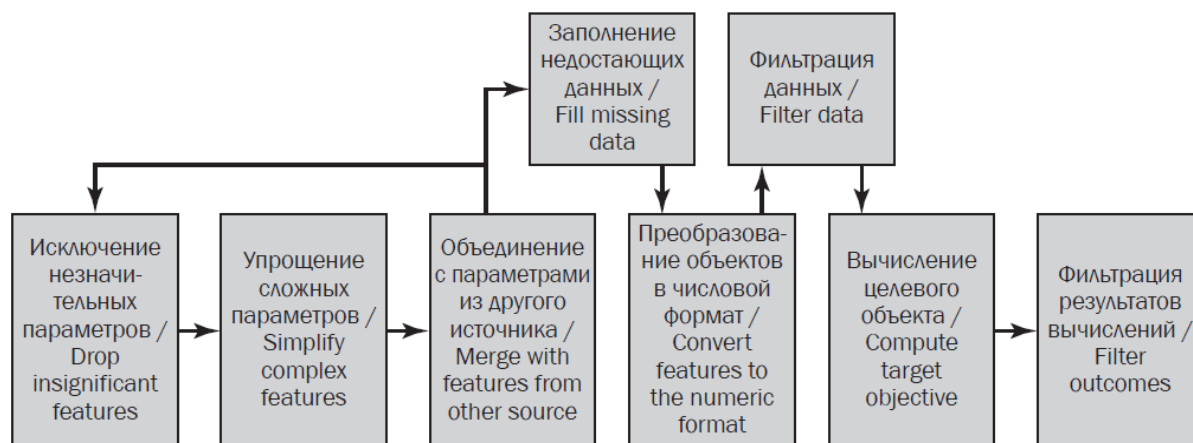 Заполнение
недостающих
данных /
Fill missing
data
Фильтрация
данных /
Filter data
Исключение
незначи-
тельных
параметров /
Drop
insignificant
features
Упрощение
сложных
параметров /
Simplify
complex
features
Объединение
с параметрами
из другого
источника /
Merge with
features from
other source
Преобразова-
ние объектов
в числовой
формат /
Convert
features to
the numeric
format
Вычисление
целевого
объекта /
Compute
target
objective
Фильтрация
результатов
вычислений /
Filter
outcomes